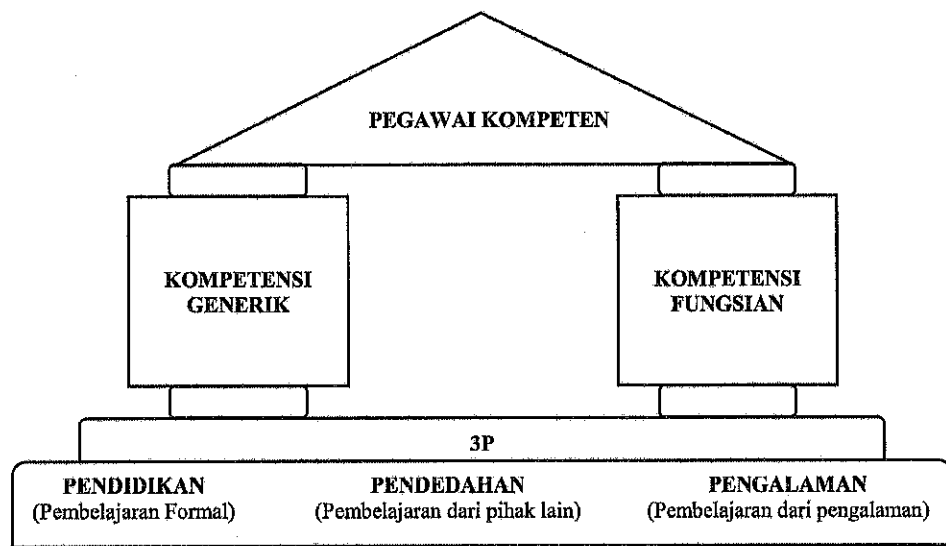 PEGAWAI KOMPETEN
KOMPETENSI
GENERIK
KOMPETENSI
FUNGSIAN
3P
PENDIDIKAN
(Pembelajaran Formal)
PENDEDAHAN
(Pembelajaran dari pihak lain)
PENGALAMAN
(Pembelajaran dari pengalaman)